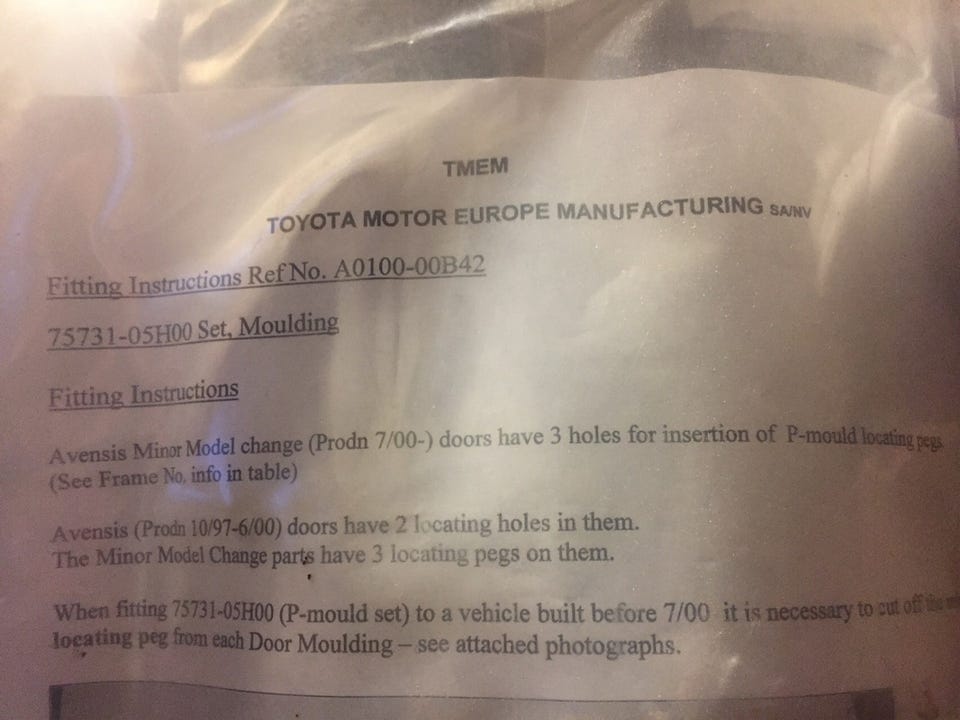 TMEM
TOYOTA MOTOR EUROPE MANUFACTURING SA/NV
Fitting Instructions Ref No. A0100-00B42
75731-05H00 Set, Moulding
Fitting Instructions
Avensis Minor Model change (Prodn 7/00-) doors have 3 holes for insertion of P-mould locating pegs
(See Frame No. info in table)
Avensis (Prodn 10/97-6/00) doors have 2 locating holes in them.
The Minor Model Change parts have 3 locating pegs on them.
When fitting 75731-05H00 (P-mould set) to a vehicle built before 7/00 it is necessary to cut off the
locating peg from each Door Moulding – see attached photographs.